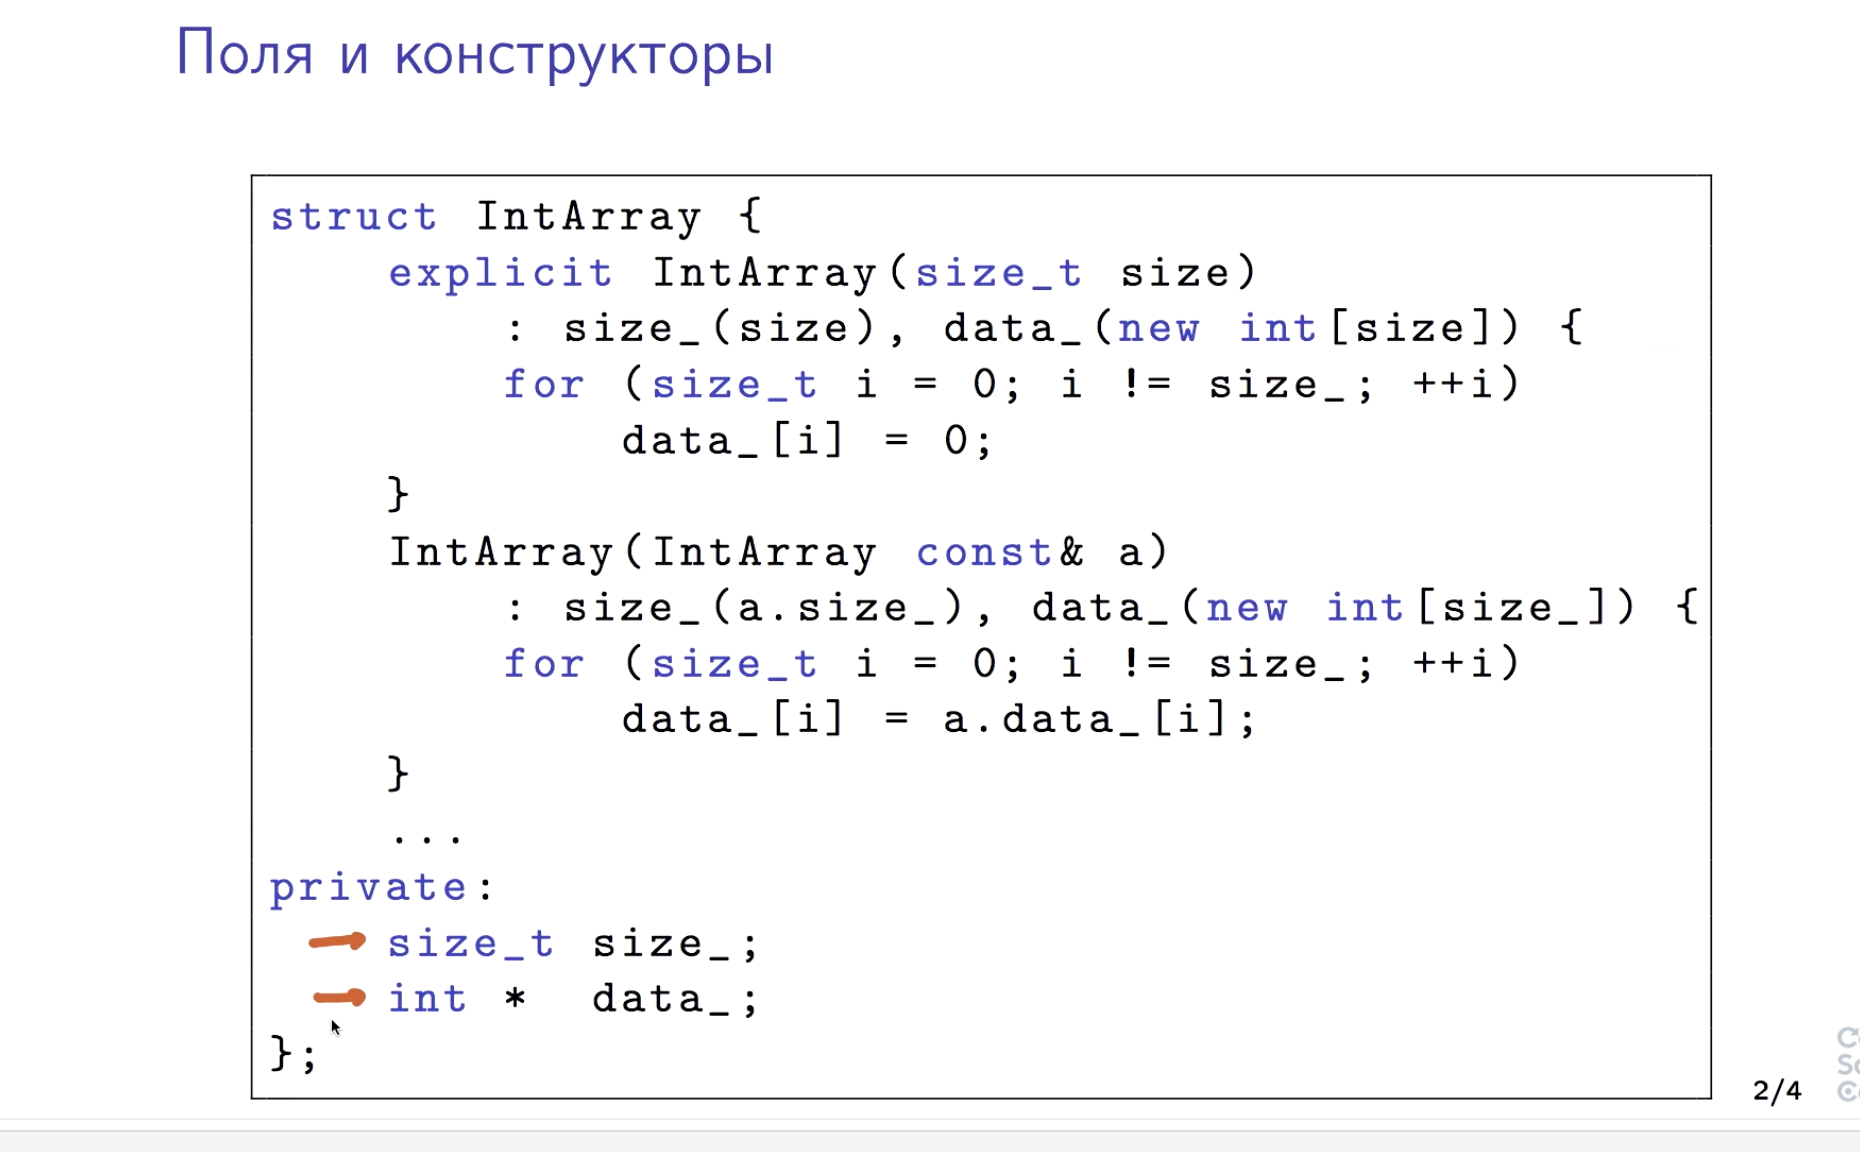 Поля и конструкторы
struct IntArray {
explicit IntArray(size_t size)
: size_(size), data_(new int[size]) {
for (size_t i = 0; i != size_; ++i)
data_[i] = 0;
}
IntArray(IntArray const& a)
: size_(a.size_), data_(new int[size_]) {
for (size_t i = 0; i != size_; ++i)
data_[i] = a.data_[i];
}
...
private:
size_t size_;
int * data_;
};
2/4